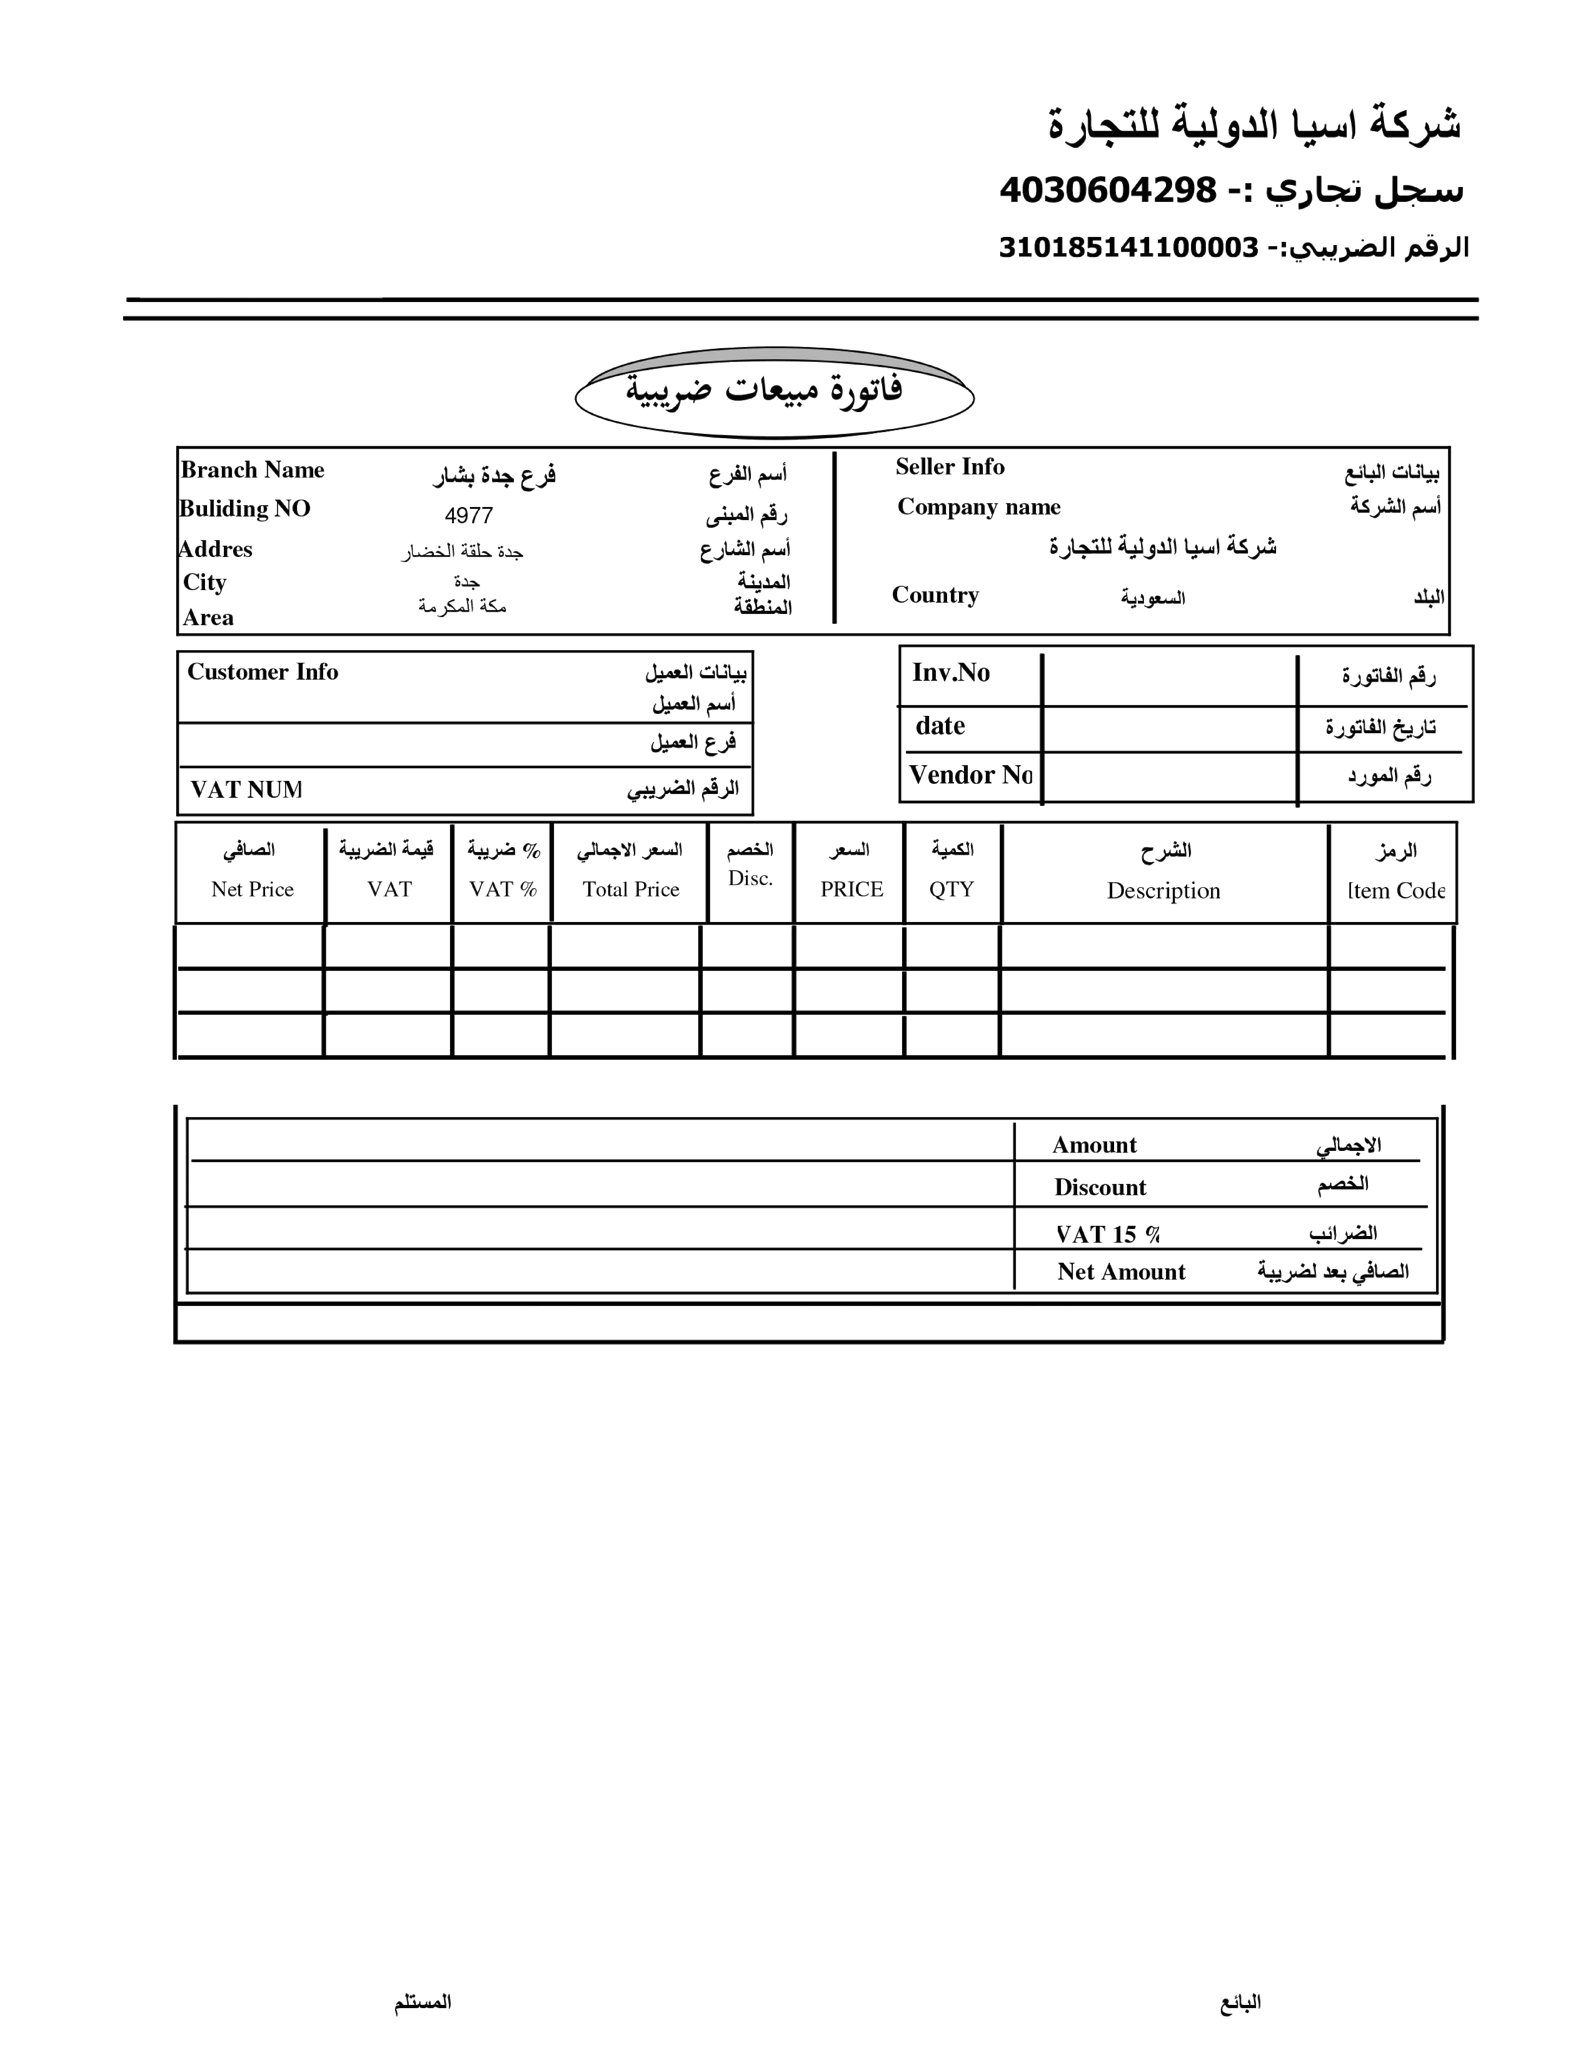 شركة اسيا الدولية للتجارة
سجل تجاري :- 4030604298
الرقم الضريبي:- 310185141100003
فاتورة مبيعات ضريبية
Seller Info بيانات البائع
Company name أسم الشركة
شركة اسيا الدولية للتجارة
Country السعودية البلد
Branch Name فرع جدة بشار أسم الفرع
Buliding NO 4977 رقم المبنى
Addres جدة حلقة الخضار أسم الشارع
City جدة المدينة
Area مكة المكرمة المنطقة
Customer Info بيانات العميل
أسم العميل
فرع العميل
VAT NUM الرقم الضريبي
Inv.No رقم الفاتورة
date تاريخ الفاتورة
Vendor No رقم المورد
الرمز الشرح الكمية السعر الخصم السعر الاجمالي ضريبة % قيمة الضريبة الصافي
Item Code Description QTY PRICE Disc. Total Price VAT % VAT Net Price
Amount الاجمالي
Discount الخصم
VAT 15 % الضرائب
Net Amount الصافي بعد لضريبة
البائع المستلم